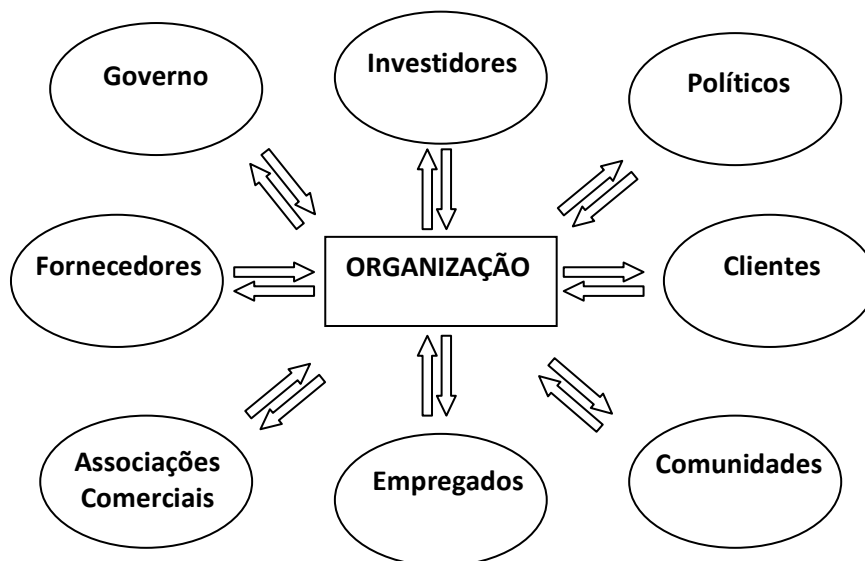 Governo
Investidores
Políticos
Fornecedores
ORGANIZAÇÃO
Clientes
Associações
Comerciais
Empregados
Comunidades